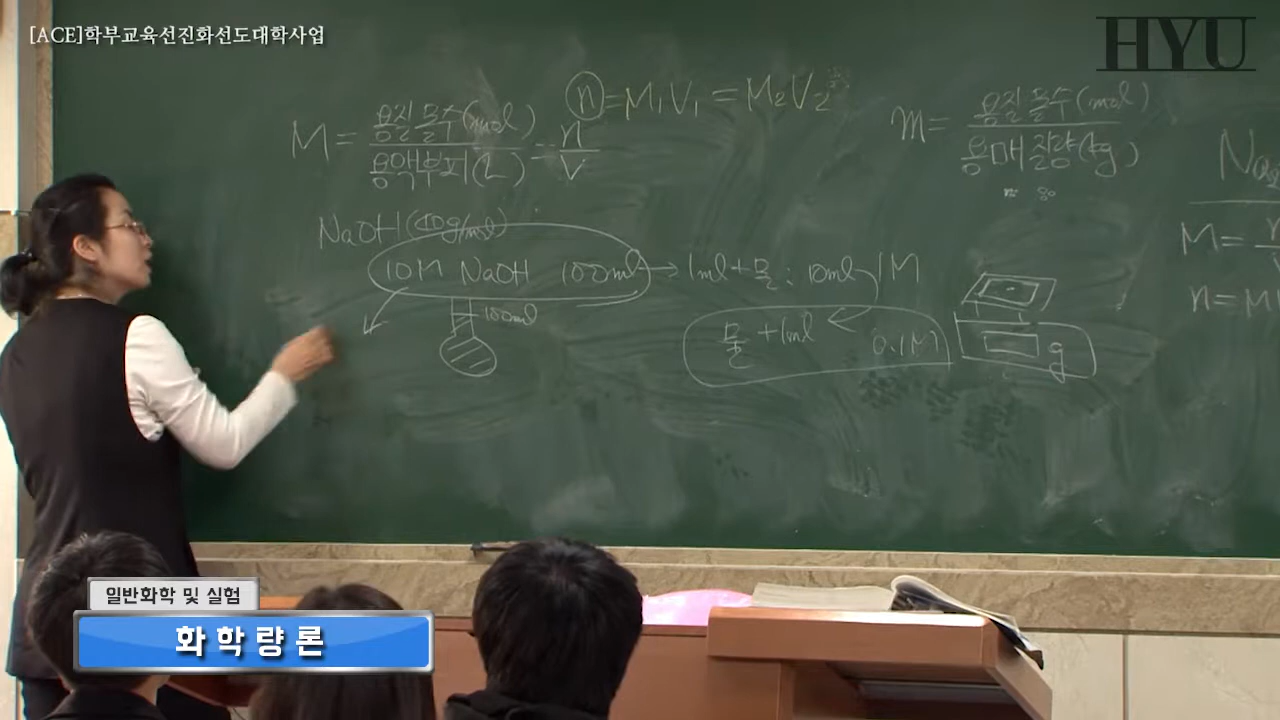 [ACE]학부교육선진화선도대학사업
HYU
n=M₁V₁ = M₂V₂
M= 용질몰수(mol) / 용액부피(L) = n/V
m= 용질몰수(mol) / 용매질량(kg)
NaOH(40g/ml)
10M NaOH 100ml → 1ml+물: 10ml 1M
100ml
물+1ml 0.1M
g
M=
n=M
일반화학 및 실험
화학량론